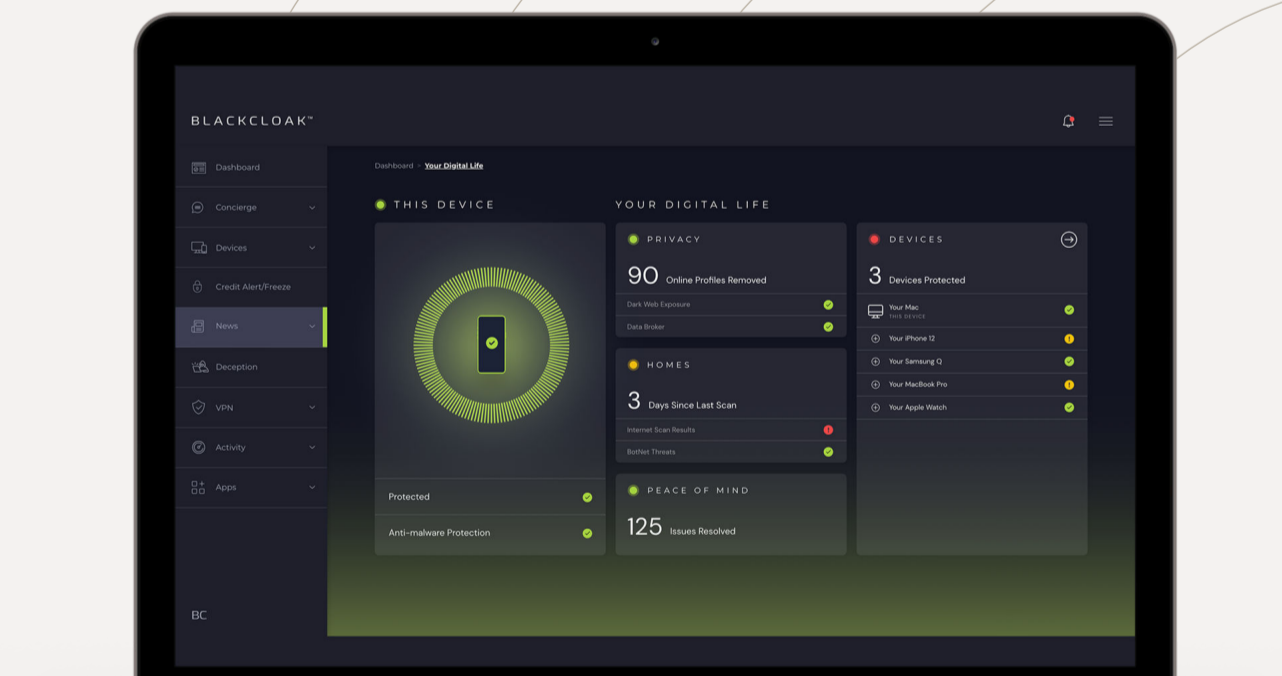 BLACKCLOAK™
Dashboard
Concierge
Devices
Credit Alert/Freeze
News
Deception
VPN
Activity
Apps
BC
Dashboard > Your Digital Life
THIS DEVICE
Protected
Anti-malware Protection
YOUR DIGITAL LIFE
PRIVACY
90 Online Profiles Removed
Dark Web Exposure
Data Broker
HOMES
3 Days Since Last Scan
Internet Scan Results
BotNet Threats
PEACE OF MIND
125 Issues Resolved
DEVICES
3 Devices Protected
Your Mac
THIS DEVICE
Your iPhone 12
Your Samsung Q
Your MacBook Pro
Your Apple Watch